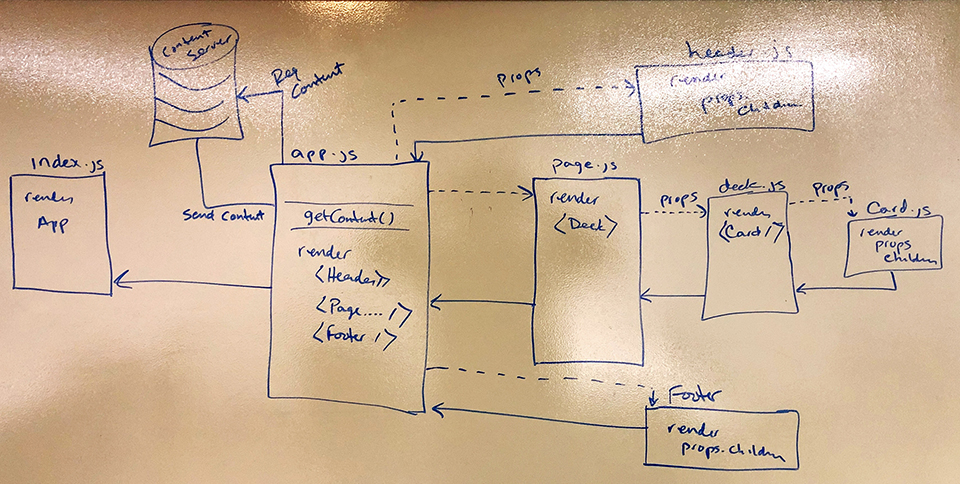 Content
Server
Req
Content
props
header.js
render
props.
children
index.js
render
App
Send Content
app.js
getContent()
render
<Header/>
<Page..../>
<Footer/>
page.js
render
<Deck>
props
deck.js
render
<Card/>
props
Card.js
render
props
children
Footer
render
props.children